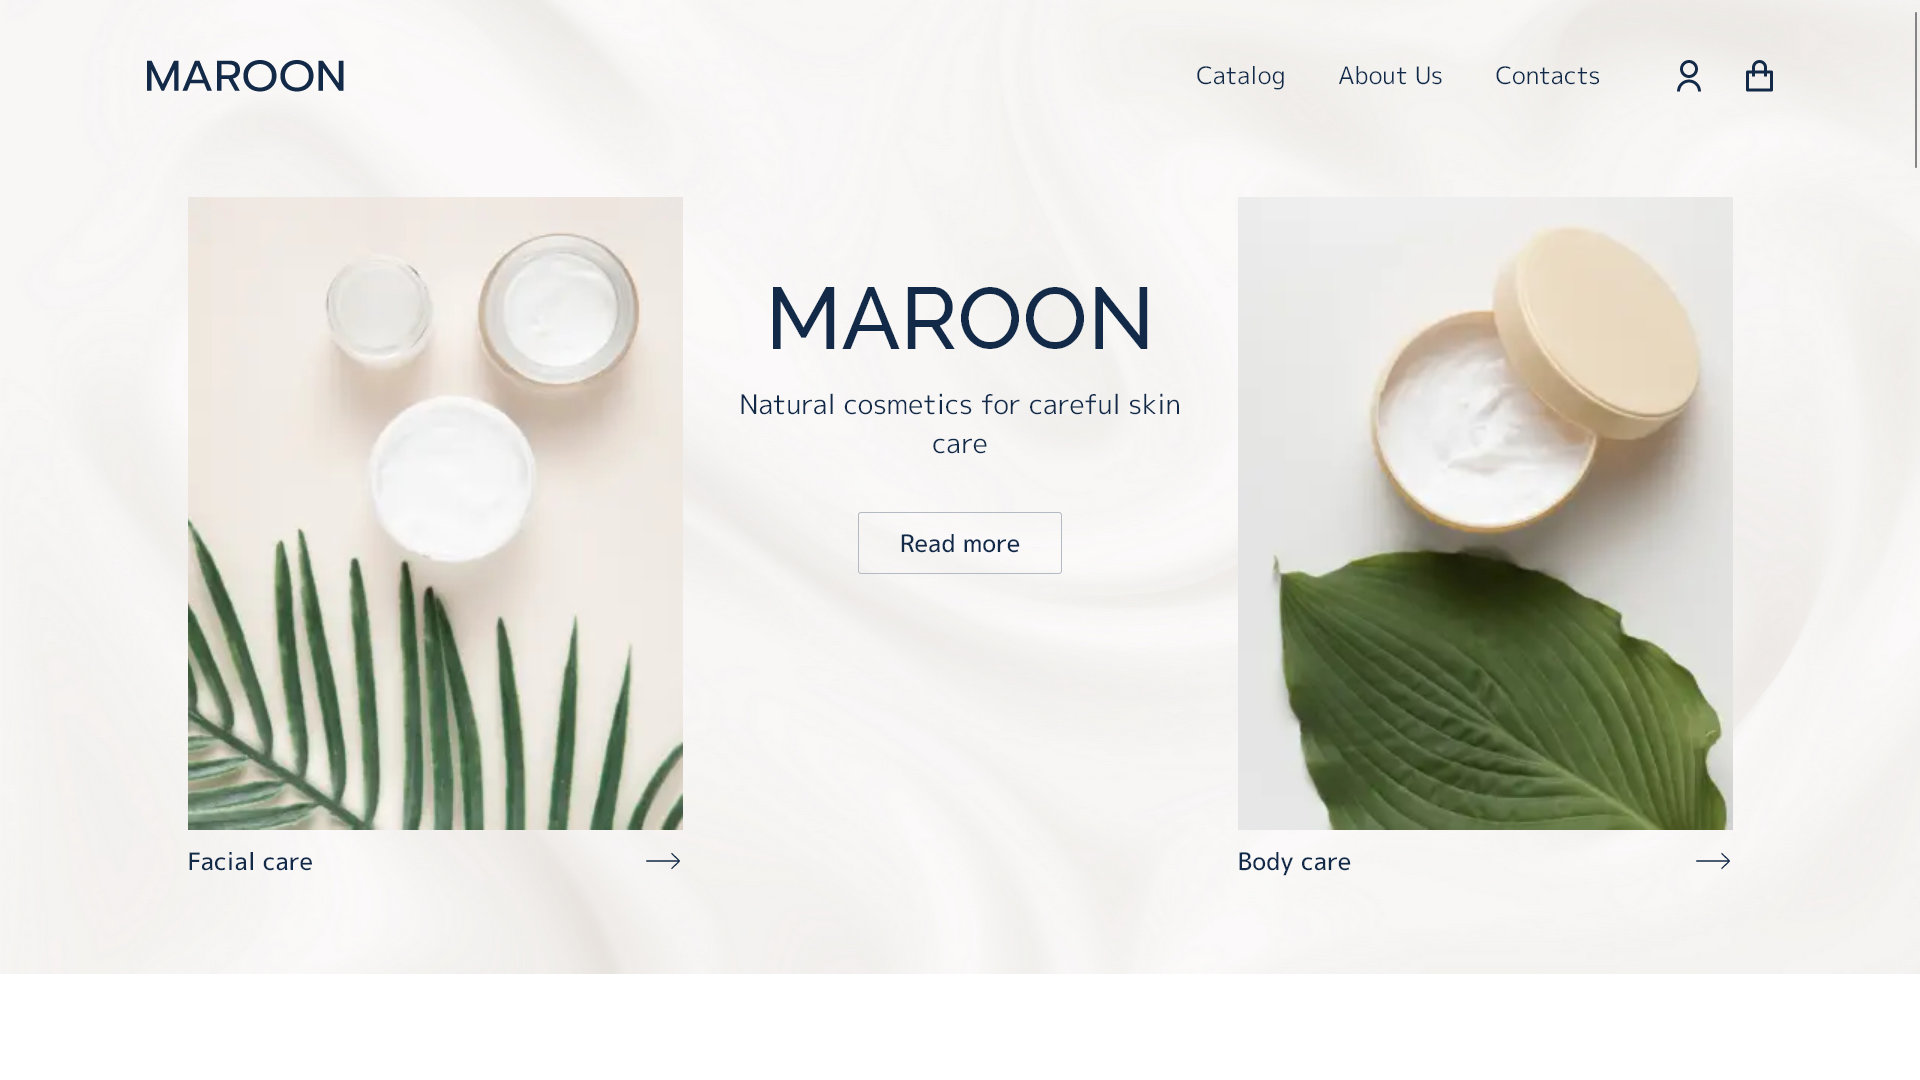 MAROON
Catalog
About Us
Contacts
MAROON
Natural cosmetics for careful skin
care
Read more
Facial care
Body care